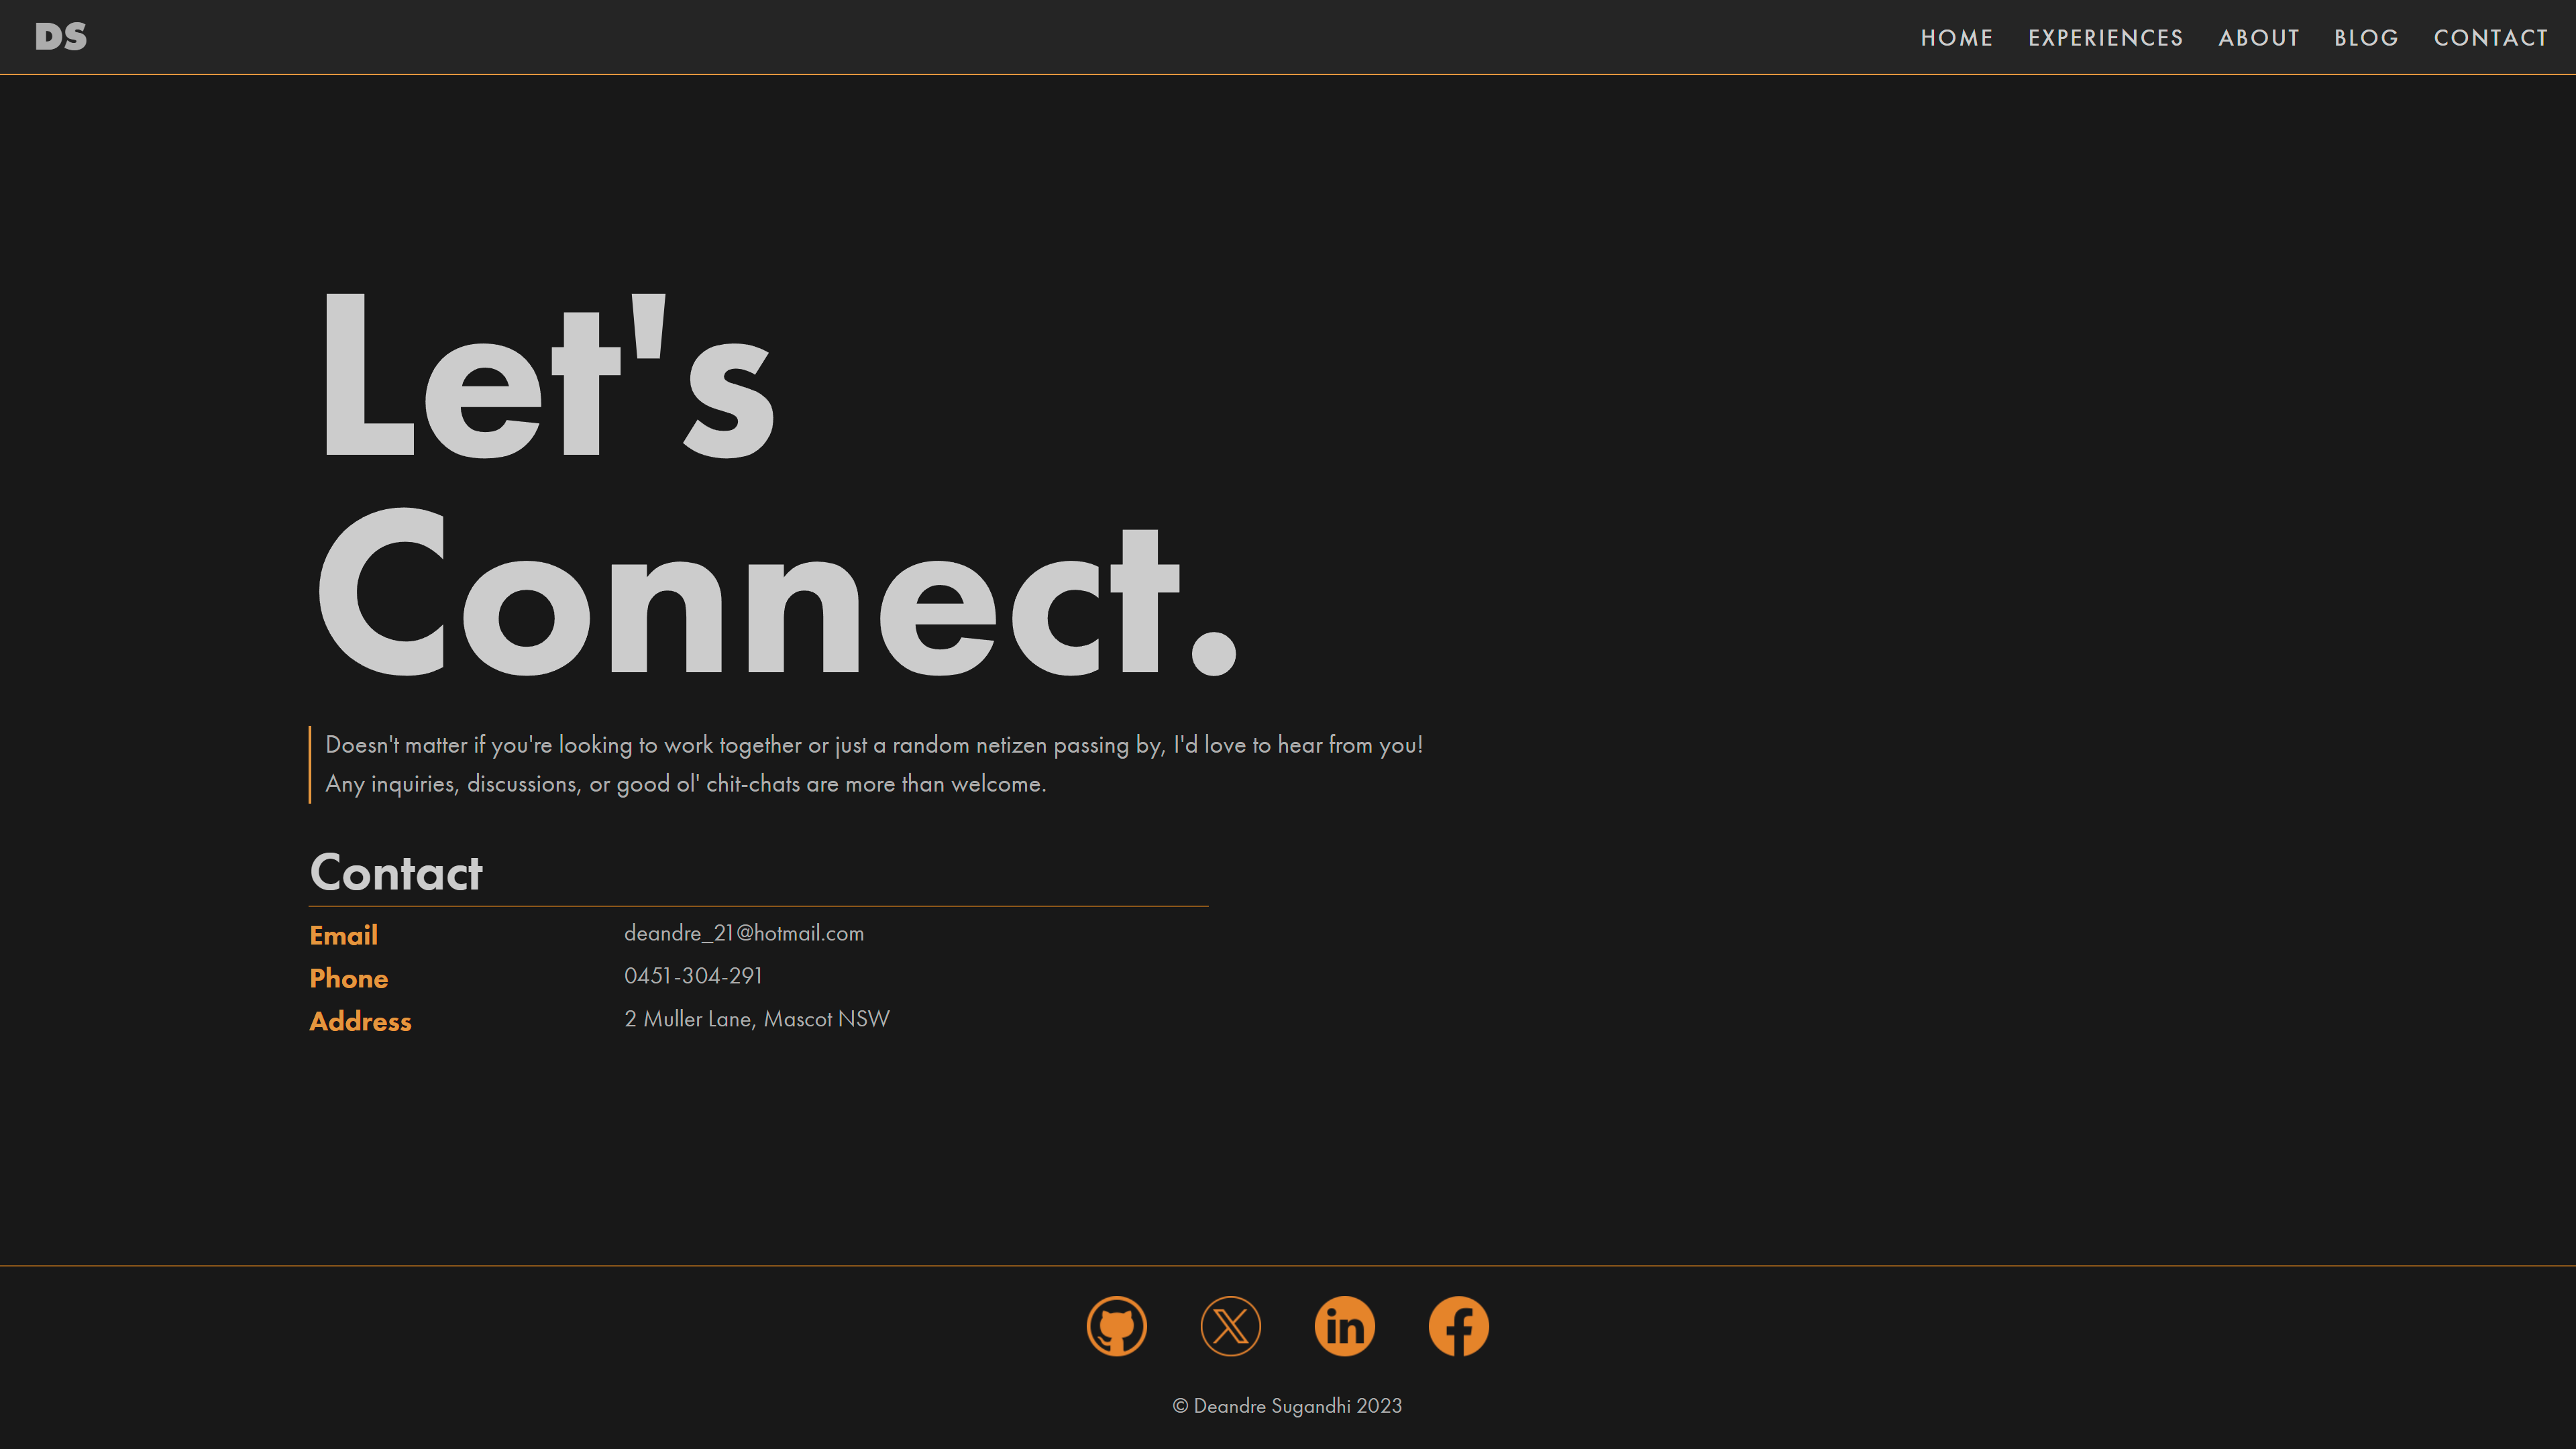 DS
HOME EXPERIENCES ABOUT BLOG CONTACT
Let's
Connect.
Doesn't matter if you're looking to work together or just a random netizen passing by, I'd love to hear from you!
Any inquiries, discussions, or good ol' chit-chats are more than welcome.
Contact
Email deandre_21@hotmail.com
Phone 0451-304-291
Address 2 Muller Lane, Mascot NSW
© Deandre Sugandhi 2023